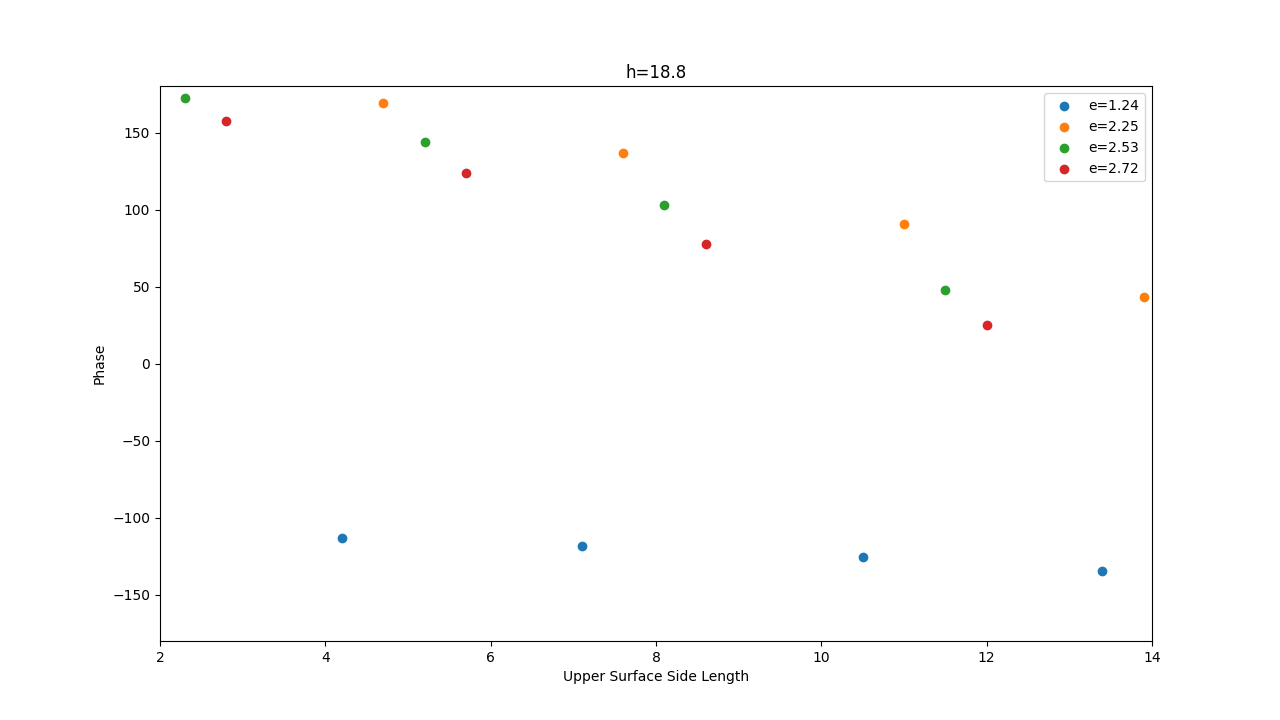 h=18.8
e=1.24
e=2.25
e=2.53
e=2.72
150
100
50
0
−50
−100
−150
Phase
2 4 6 8 10 12 14
Upper Surface Side Length